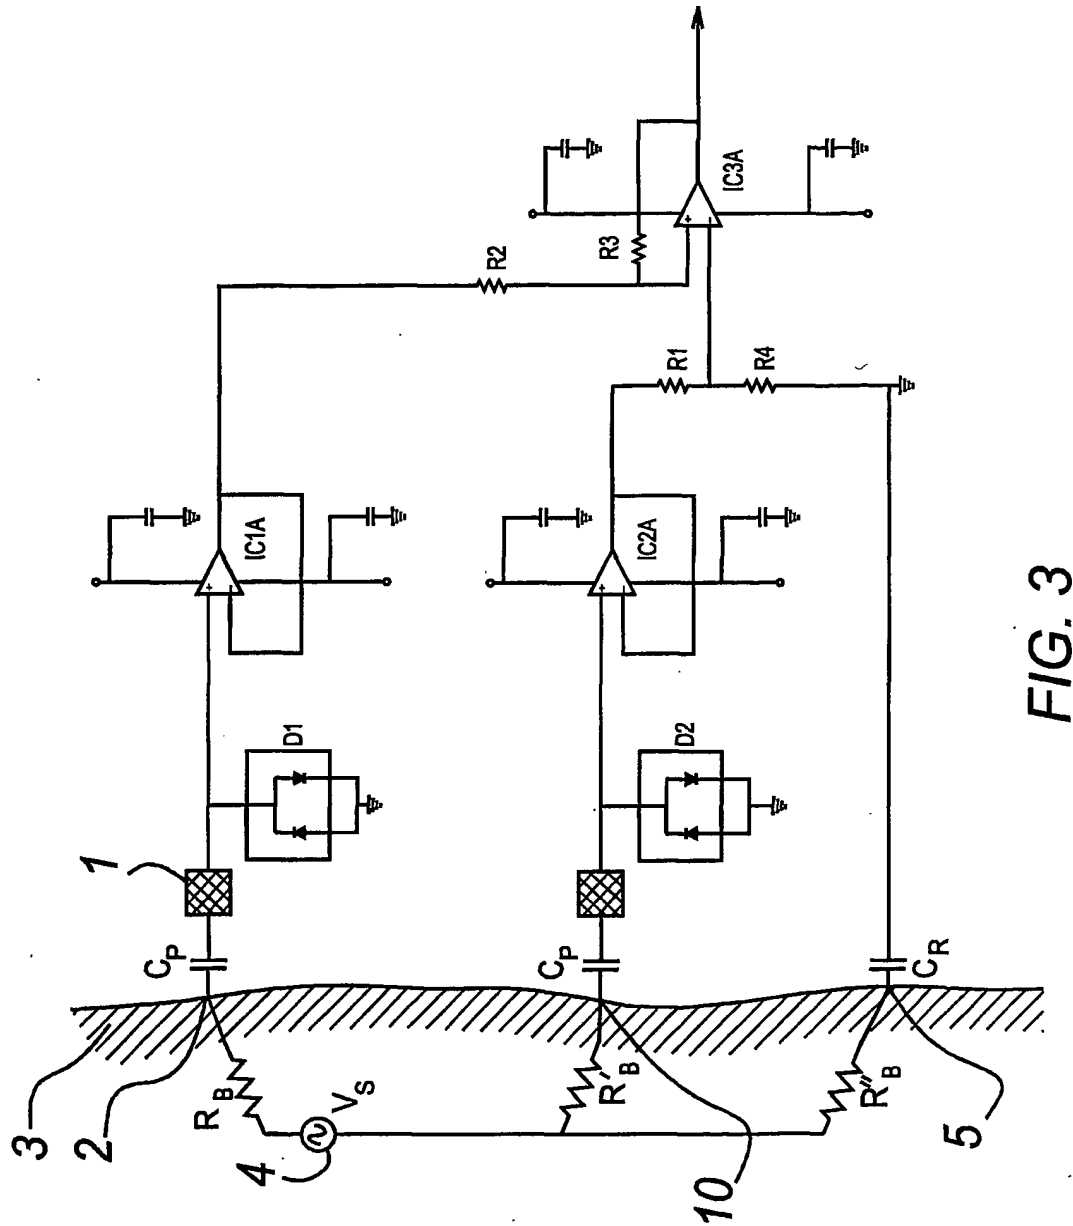 R2
R3
+
−
IC3A
R1
R4
+
−
IC1A
+
−
IC2A
D1
D2
1
CP
CP
CR
3
2
RB
VS
4
R'B
R"B
10
5
FIG. 3